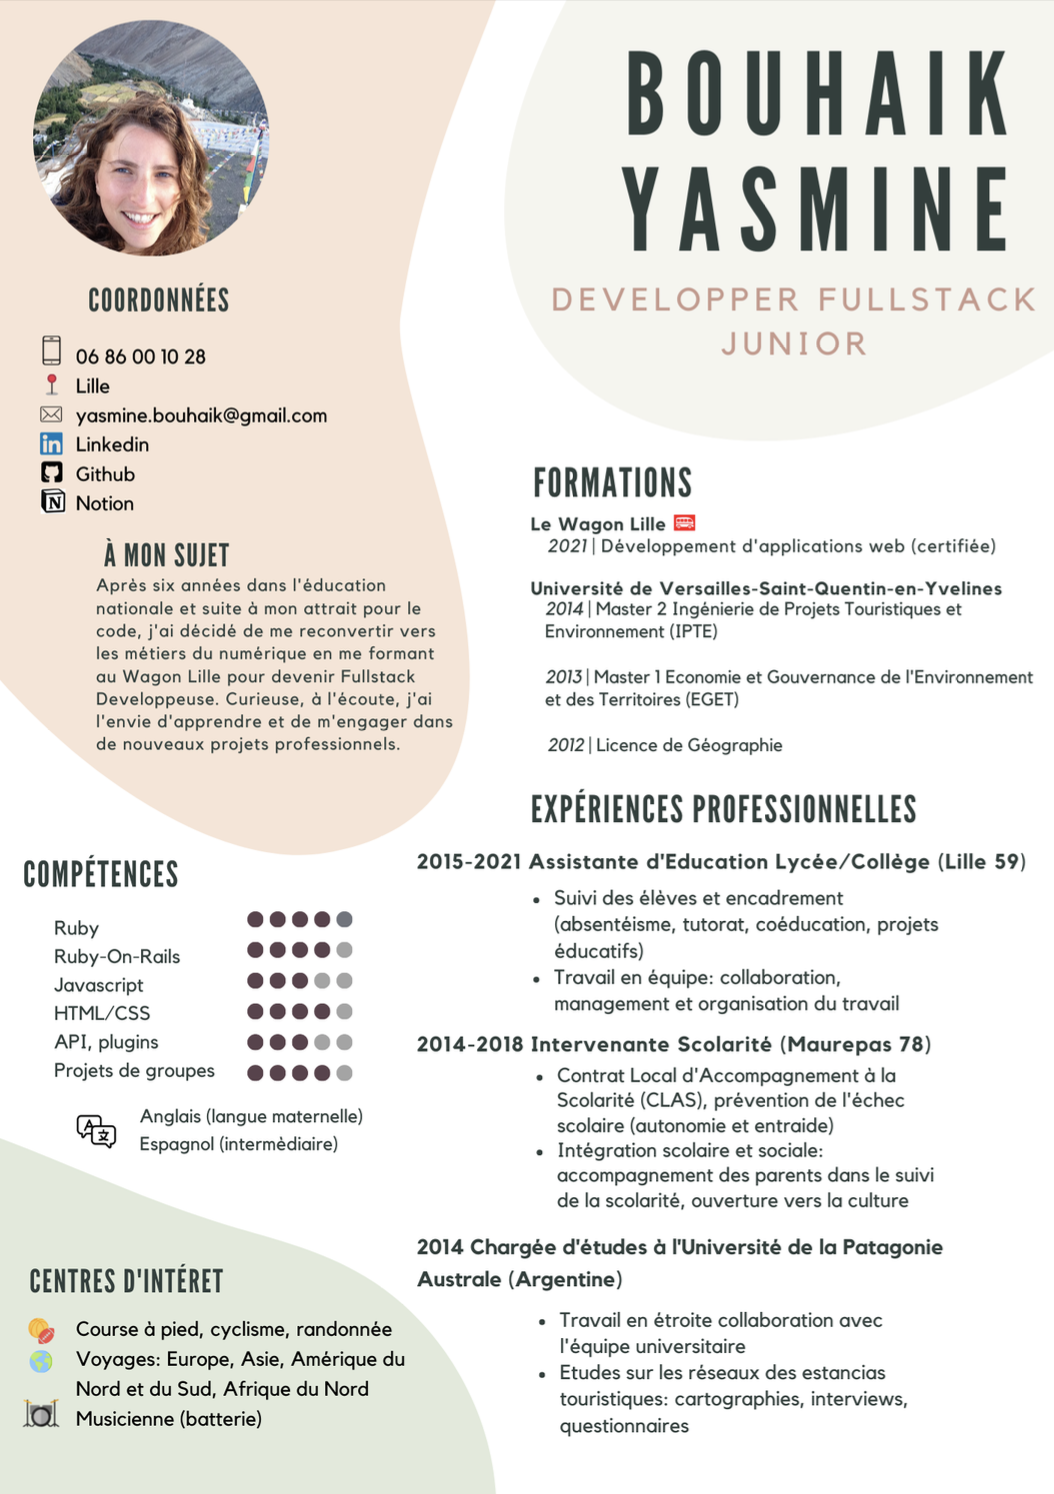 BOUHAIK
YASMINE
DEVELOPPER FULLSTACK
JUNIOR
COORDONNÉES
06 86 00 10 28
Lille
yasmine.bouhaik@gmail.com
Linkedin
Github
Notion
À MON SUJET
Après six années dans l'éducation
nationale et suite à mon attrait pour le
code, j'ai décidé de me reconvertir vers
les métiers du numérique en me formant
au Wagon Lille pour devenir Fullstack
Developpeuse. Curieuse, à l'écoute, j'ai
l'envie d'apprendre et de m'engager dans
de nouveaux projets professionnels.
COMPÉTENCES
Ruby
Ruby-On-Rails
Javascript
HTML/CSS
API, plugins
Projets de groupes
Anglais (langue maternelle)
Espagnol (intermèdiaire)
CENTRES D'INTÉRET
Course à pied, cyclisme, randonnée
Voyages: Europe, Asie, Amérique du
Nord et du Sud, Afrique du Nord
Musicienne (batterie)
FORMATIONS
Le Wagon Lille
2021 | Développement d'applications web (certifiée)
Université de Versailles-Saint-Quentin-en-Yvelines
2014 | Master 2 Ingénierie de Projets Touristiques et
Environnement (IPTE)
2013 | Master 1 Economie et Gouvernance de l'Environnement
et des Territoires (EGET)
2012 | Licence de Géographie
EXPÉRIENCES PROFESSIONNELLES
2015-2021 Assistante d'Education Lycée/Collège (Lille 59)
• Suivi des élèves et encadrement
(absentéisme, tutorat, coéducation, projets
éducatifs)
• Travail en équipe: collaboration,
management et organisation du travail
2014-2018 Intervenante Scolarité (Maurepas 78)
• Contrat Local d'Accompagnement à la
Scolarité (CLAS), prévention de l'échec
scolaire (autonomie et entraide)
• Intégration scolaire et sociale:
accompagnement des parents dans le suivi
de la scolarité, ouverture vers la culture
2014 Chargée d'études à l'Université de la Patagonie
Australe (Argentine)
• Travail en étroite collaboration avec
l'équipe universitaire
• Etudes sur les réseaux des estancias
touristiques: cartographies, interviews,
questionnaires